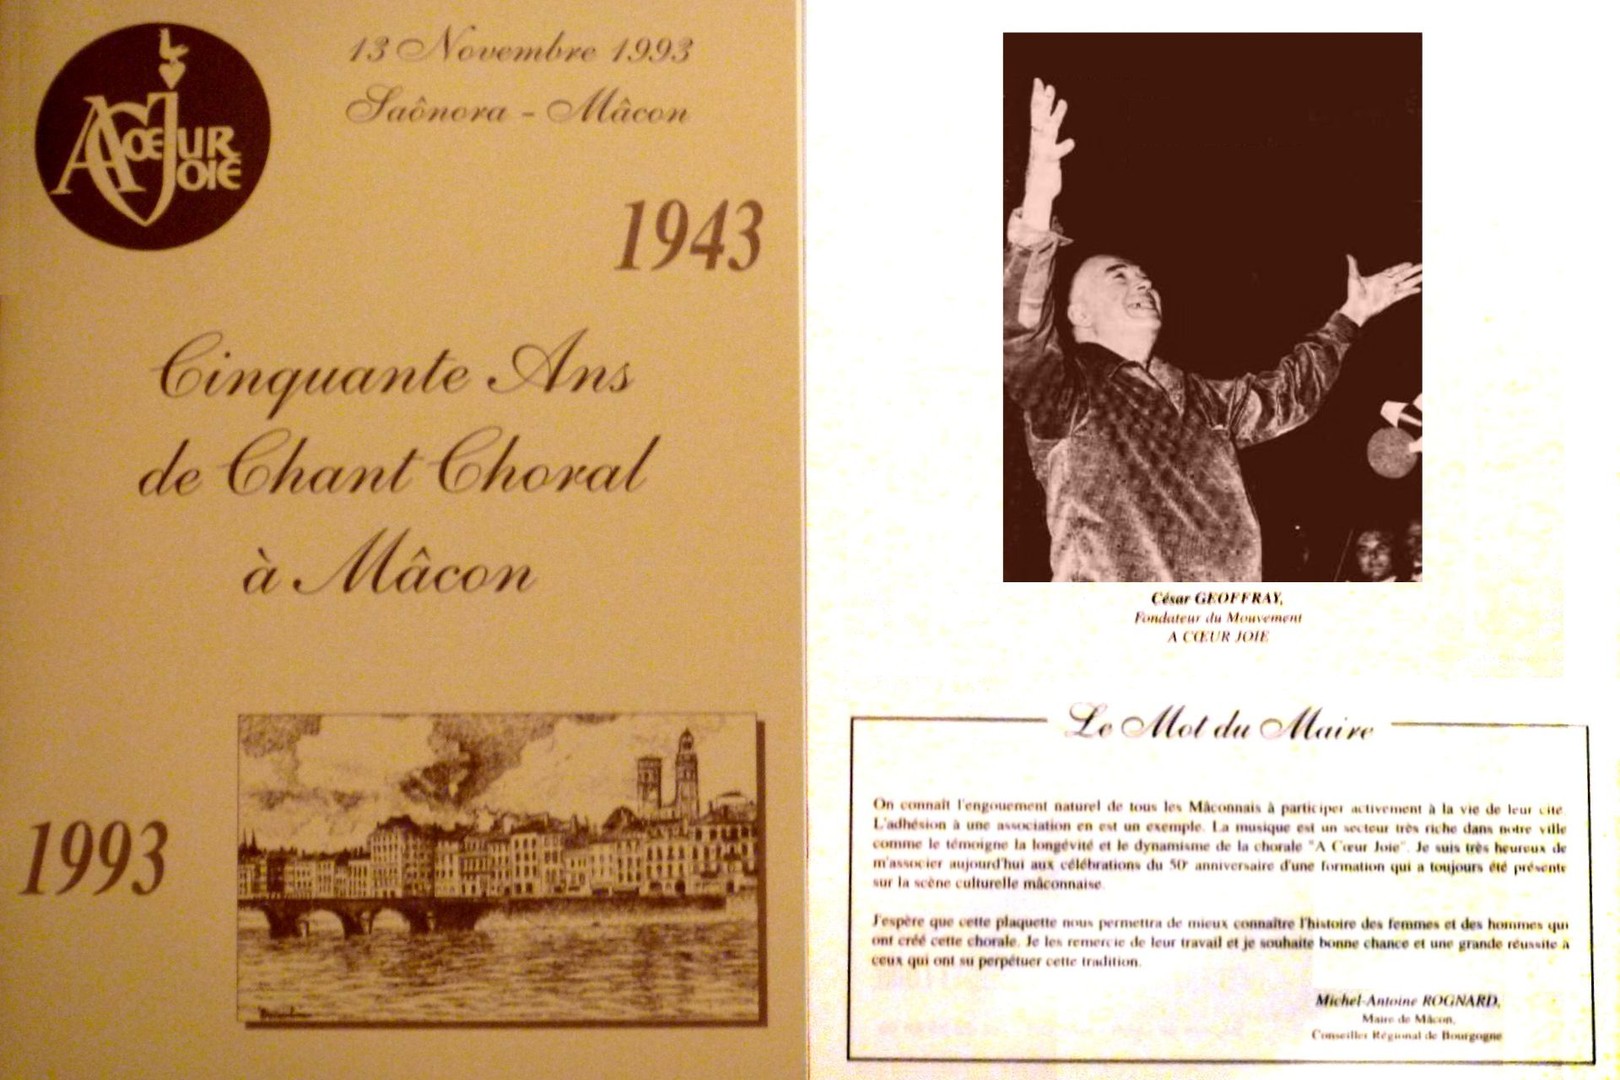 A CŒUR
JOIE
13 Novembre 1993
Saônora - Mâcon
1943
Cinquante Ans
de Chant Choral
à Mâcon
1993
César GEOFFRAY,
Fondateur du Mouvement
A CŒUR JOIE
Le Mot du Maire
On connaît l'engouement naturel de tous les Mâconnais à participer activement à la vie de leur cité.
L'adhésion à une association en est un exemple. La musique est un secteur très riche dans notre ville
comme le témoigne la longévité et le dynamisme de la chorale "A Cœur Joie". Je suis très heureux de
m'associer aujourd'hui aux célébrations du 50e anniversaire d'une formation qui a toujours été présente
sur la scène culturelle mâconnaise.
J'espère que cette plaquette nous permettra de mieux connaître l'histoire des femmes et des hommes qui
ont créé cette chorale. Je les remercie de leur travail et je souhaite bonne chance et une grande réussite à
ceux qui ont su perpétuer cette tradition.
Michel-Antoine ROGNARD,
Maire de Mâcon,
Conseiller Régional de Bourgogne